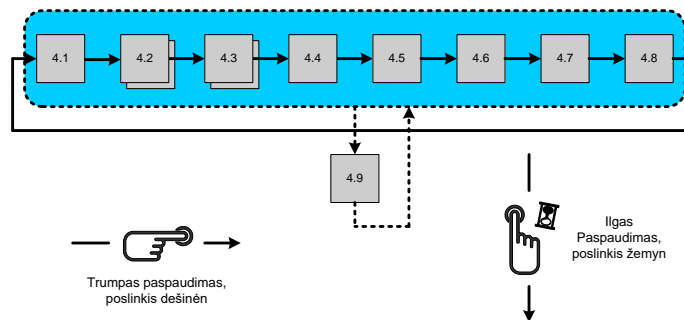 4.1
4.2
4.3
4.4
4.5
4.6
4.7
4.8
4.9
Trumpas paspaudimas,
poslinkis dešinėn
Ilgas
Paspaudimas,
poslinkis žemyn